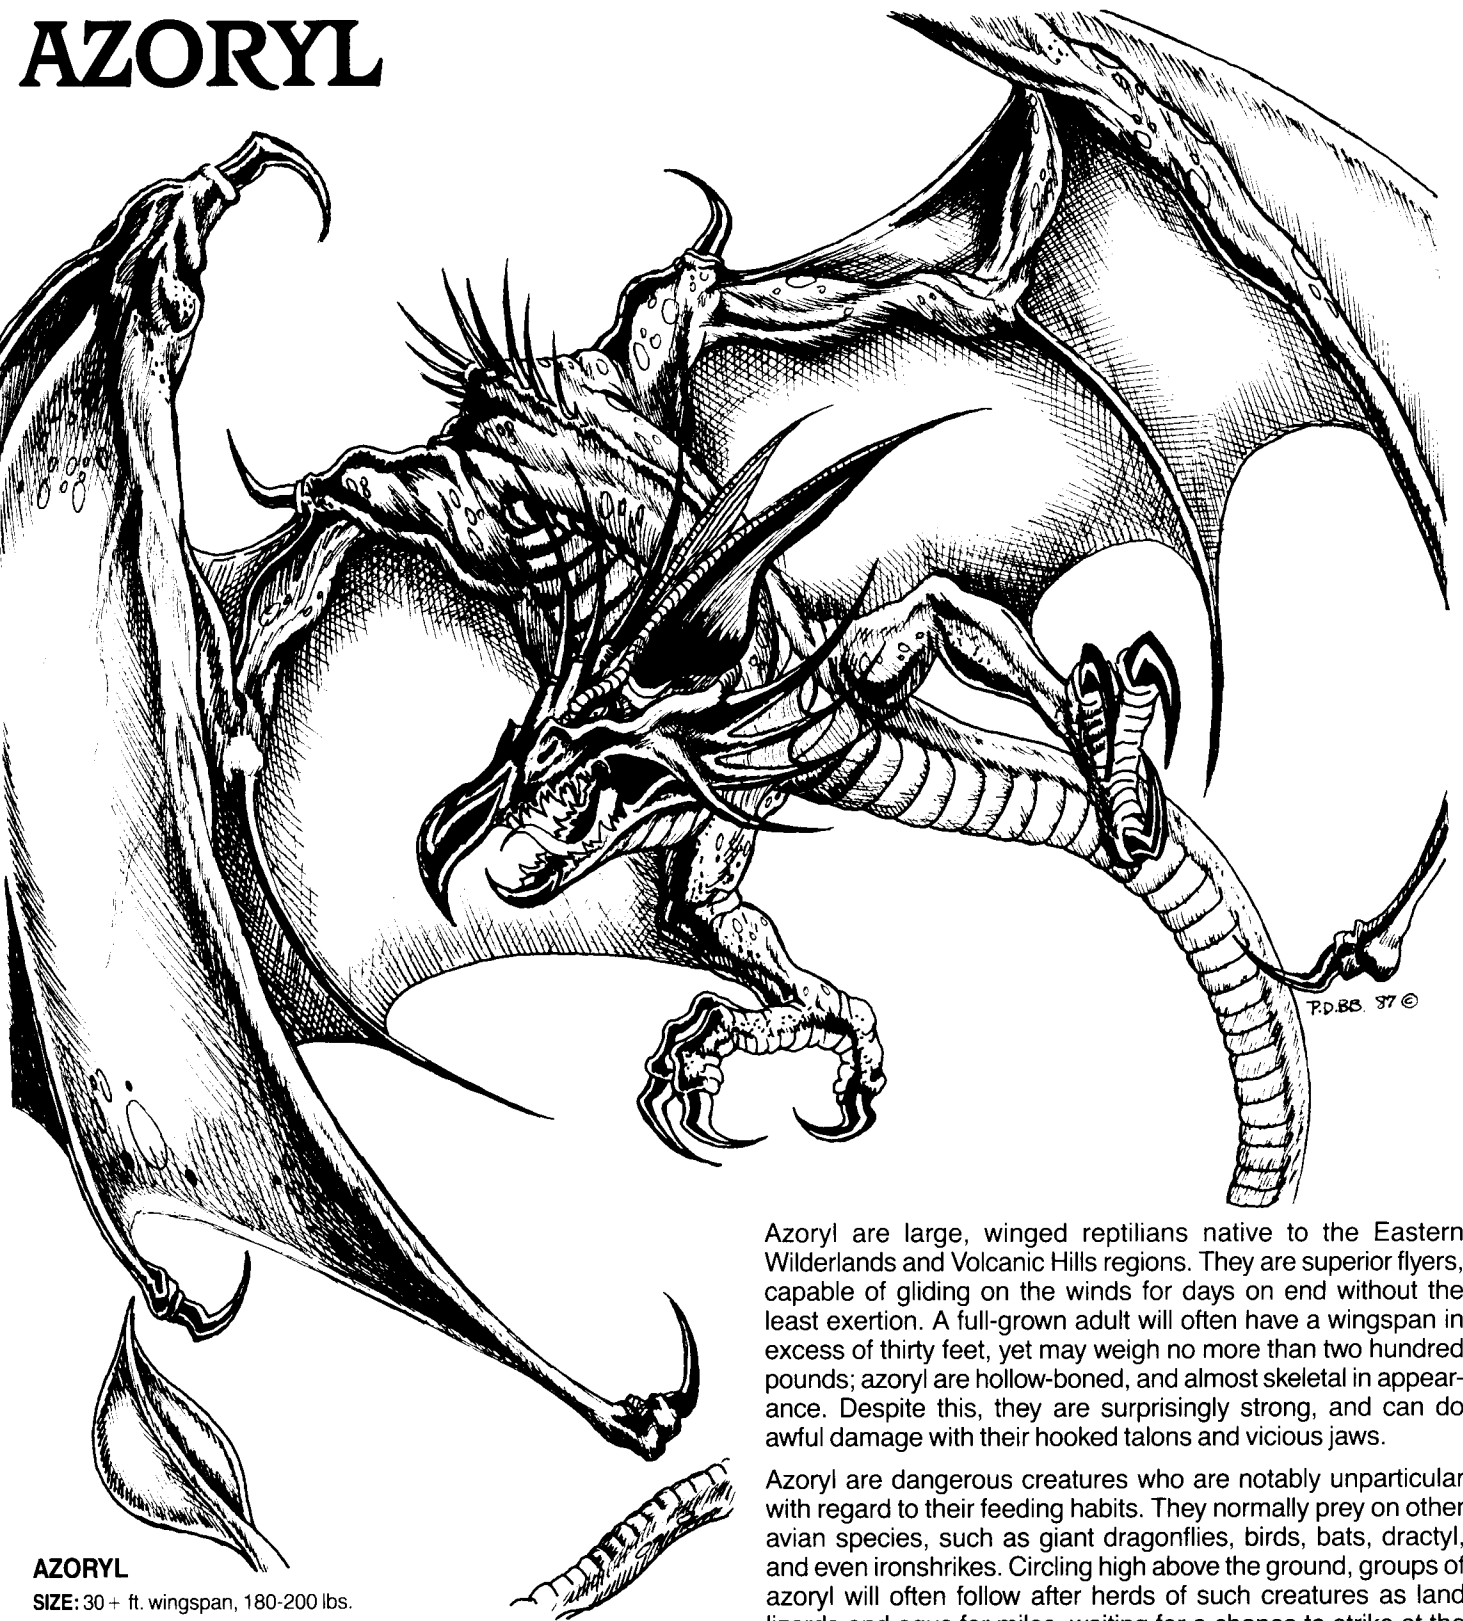 AZORYL
P.D.BB. 87 ©
Azoryl are large, winged reptilians native to the Eastern
Wilderlands and Volcanic Hills regions. They are superior flyers,
capable of gliding on the winds for days on end without the
least exertion. A full-grown adult will often have a wingspan in
excess of thirty feet, yet may weigh no more than two hundred
pounds; azoryl are hollow-boned, and almost skeletal in appear-
ance. Despite this, they are surprisingly strong, and can do
awful damage with their hooked talons and vicious jaws.
Azoryl are dangerous creatures who are notably unparticular
with regard to their feeding habits. They normally prey on other
avian species, such as giant dragonflies, birds, bats, dractyl,
and even ironshrikes. Circling high above the ground, groups of
azoryl will often follow after herds of such creatures as land
AZORYL
SIZE: 30+ ft. wingspan, 180-200 lbs.